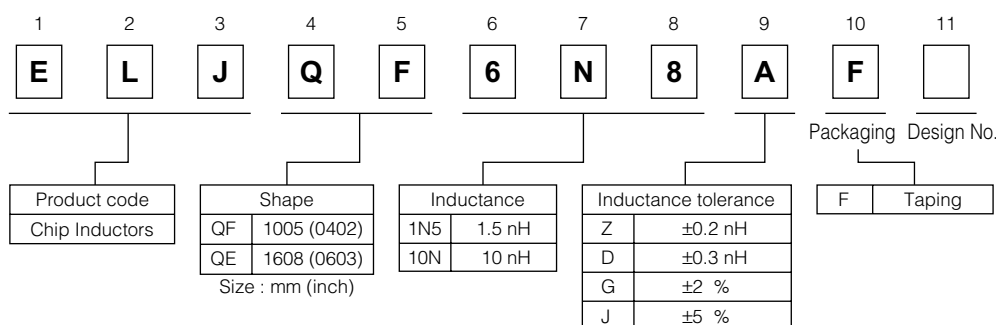 1 2 3 4 5 6 7 8 9 10 11
E L J Q F 6 N 8 A F
Packaging Design No.
Product code
Chip Inductors
Shape
QF 1005 (0402)
QE 1608 (0603)
Size : mm (inch)
Inductance
1N5 1.5 nH
10N 10 nH
Inductance tolerance
Z ±0.2 nH
D ±0.3 nH
G ±2 %
J ±5 %
F Taping